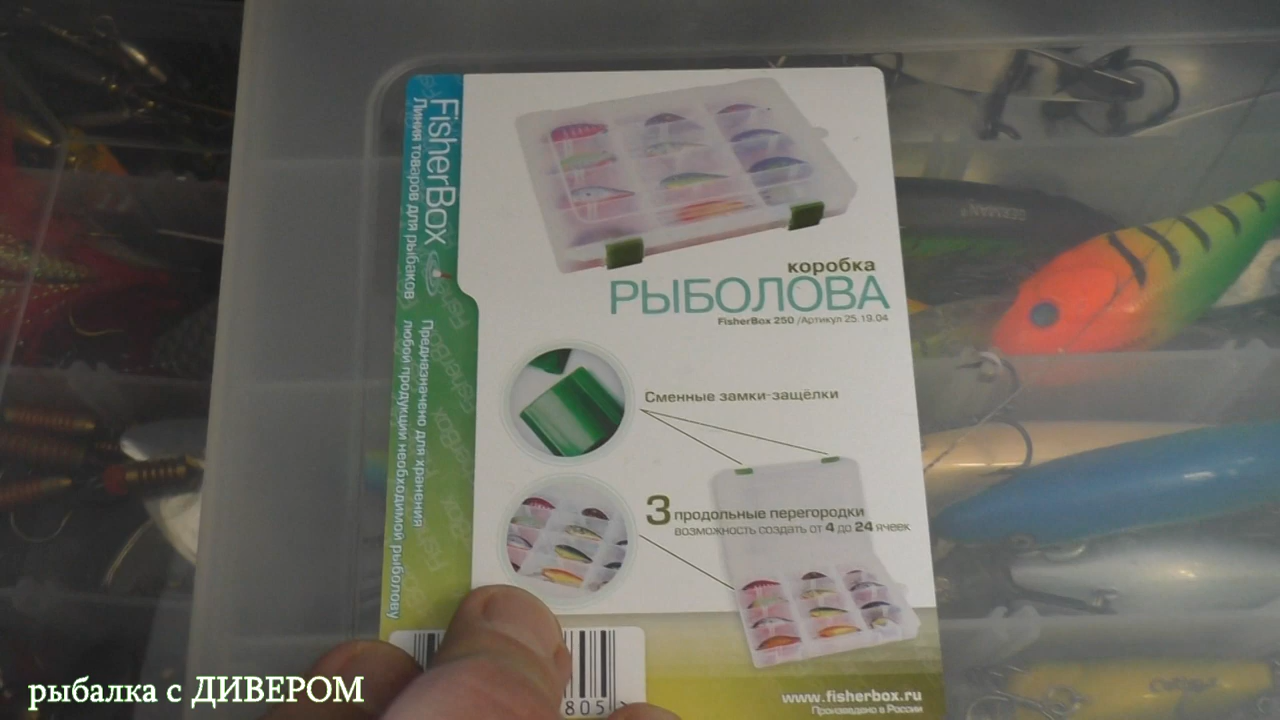 FisherBox
Линия товаров для рыбаков
Предназначено для хранения
любой продукции необходимой рыболову
коробка
РЫБОЛОВА
FisherBox 250 /Артикул 25.19.04
Сменные замки-защёлки
3 продольные перегородки
возможность создать от 4 до 24 ячеек
805
www.fisherbox.ru
Произведено в России
GERMANY
рыбалка с ДИВЕРОМ